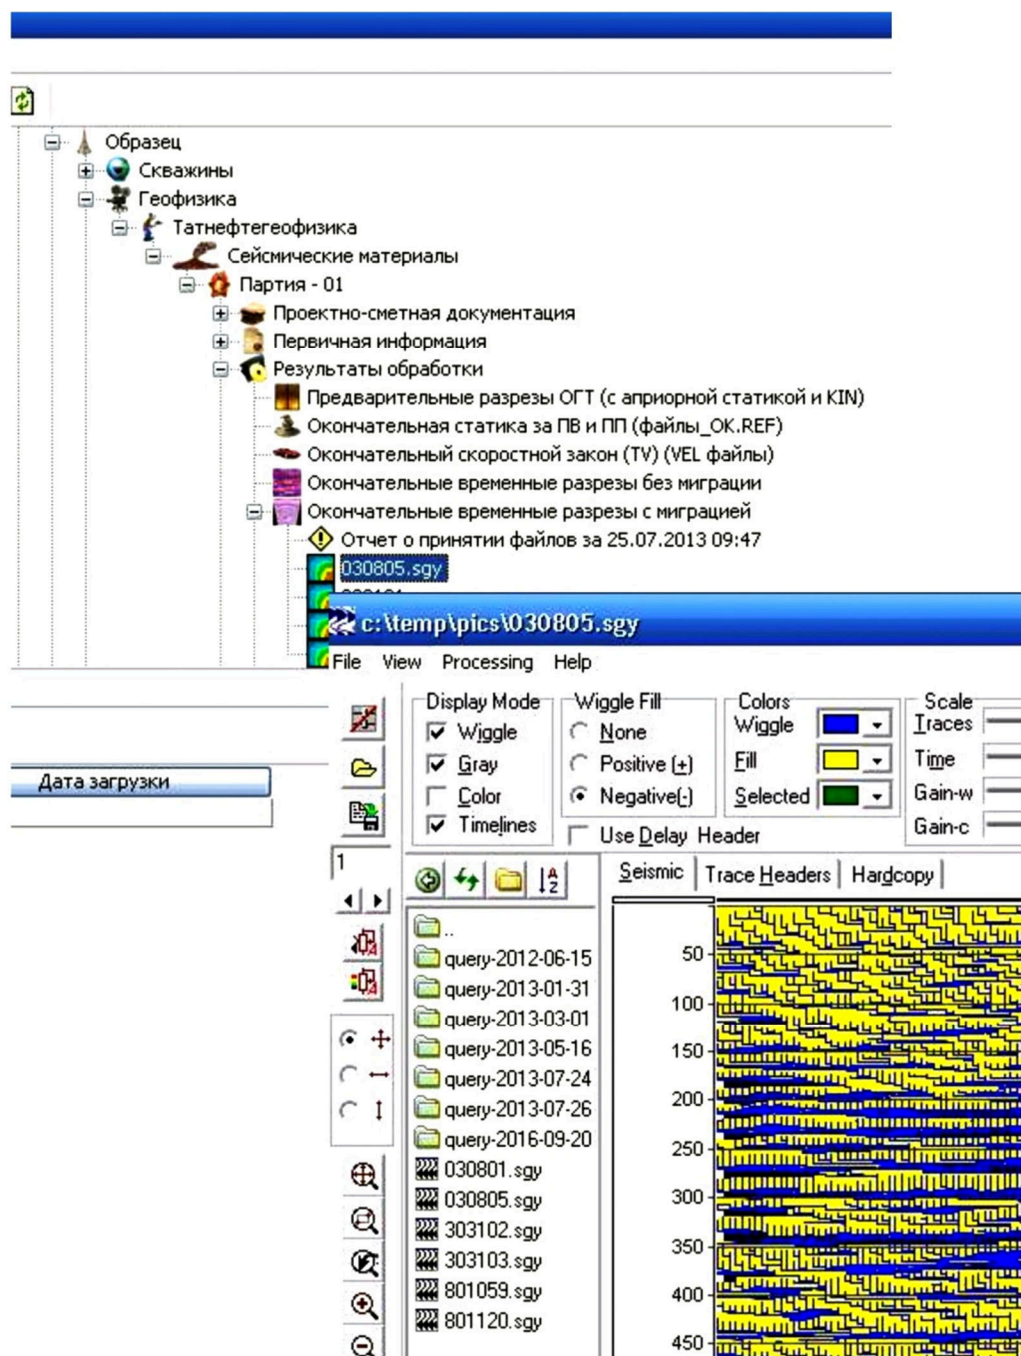 Образец
Скважины
Геофизика
Татнефтегеофизика
Сейсмические материалы
Партия - 01
Проектно-сметная документация
Первичная информация
Результаты обработки
Предварительные разрезы ОГТ (с априорной статикой и KIN)
Окончательная статика за ПВ и ПП (файлы_OK.REF)
Окончательный скоростной закон (TV) (VEL файлы)
Окончательные временные разрезы без миграции
Окончательные временные разрезы с миграцией
Отчет о принятии файлов за 25.07.2013 09:47
030805.sgy
c:\temp\pics\030805.sgy
File View Processing Help
Дата загрузки
Display Mode
Wiggle
Gray
Color
Timelines
Wiggle Fill
None
Positive (+)
Negative(-)
Use Delay Header
Colors
Wiggle
Fill
Selected
Scale
Traces
Time
Gain-w
Gain-c
1
Seismic Trace Headers Hardcopy
..
query-2012-06-15
query-2013-01-31
query-2013-03-01
query-2013-05-16
query-2013-07-24
query-2013-07-26
query-2016-09-20
030801.sgy
030805.sgy
303102.sgy
303103.sgy
801059.sgy
801120.sgy
50
100
150
200
250
300
350
400
450